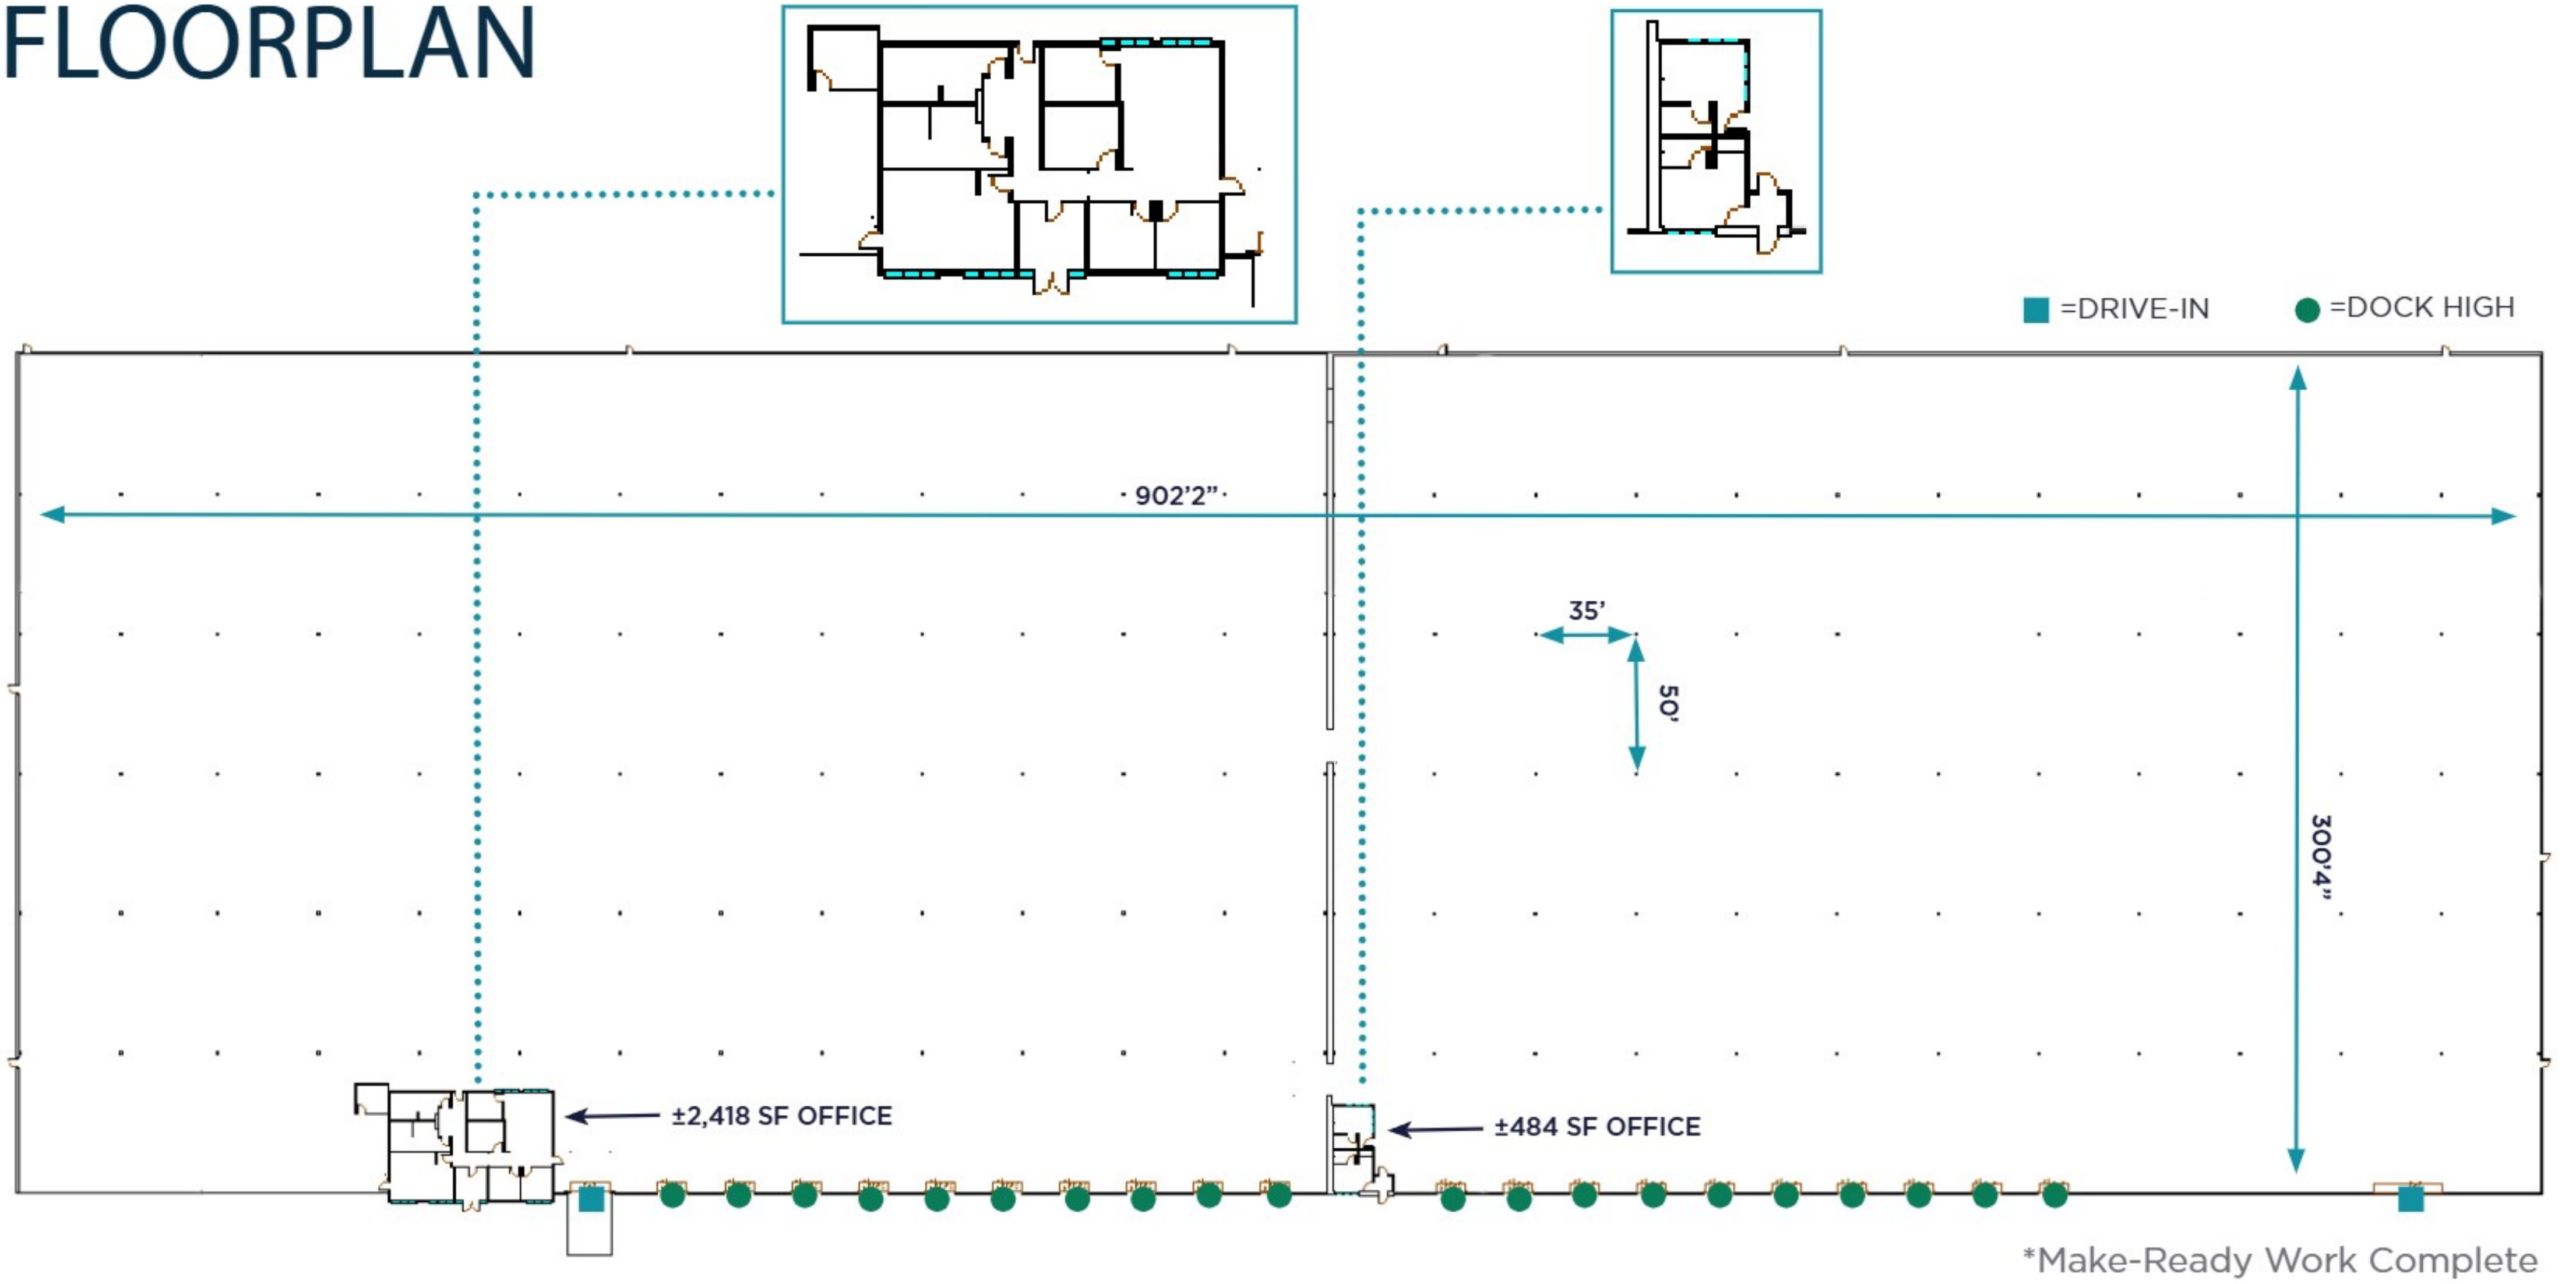 FLOORPLAN
=DRIVE-IN
=DOCK HIGH
902'2”
35’
50’
300’4”
±2,418 SF OFFICE
±484 SF OFFICE
*Make-Ready Work Complete